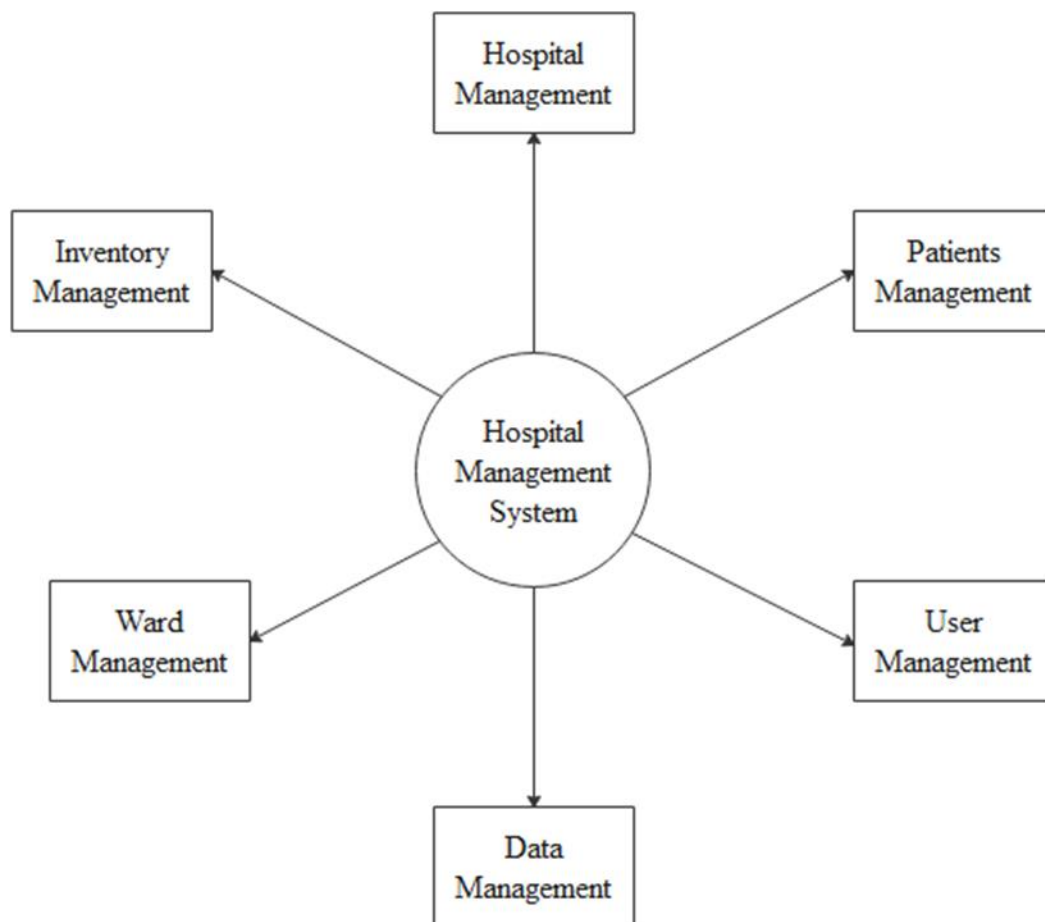 Hospital
Management
Inventory
Management
Patients
Management
Hospital
Management
System
Ward
Management
User
Management
Data
Management